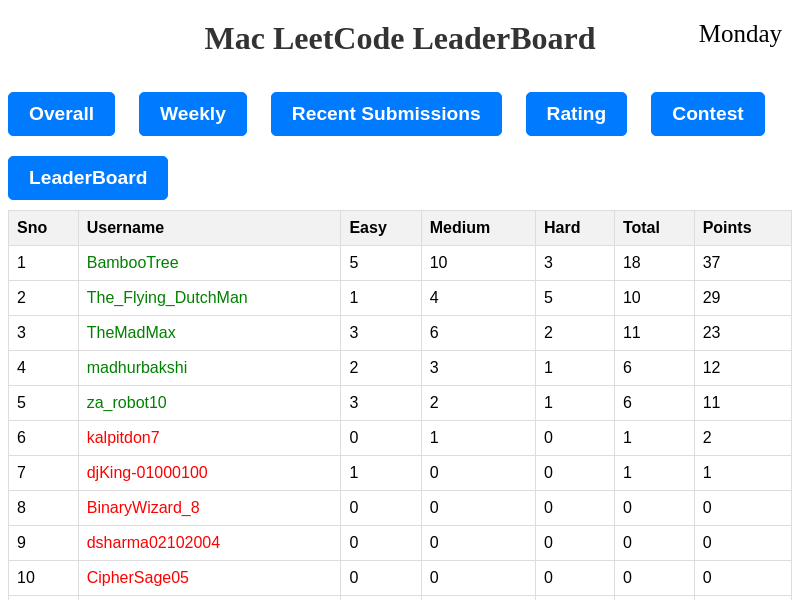 Mac LeetCode LeaderBoard
Monday
Overall Weekly Recent Submissions Rating Contest
LeaderBoard
Sno Username Easy Medium Hard Total Points
1 BambooTree 5 10 3 18 37
2 The_Flying_DutchMan 1 4 5 10 29
3 TheMadMax 3 6 2 11 23
4 madhurbakshi 2 3 1 6 12
5 za_robot10 3 2 1 6 11
6 kalpitdon7 0 1 0 1 2
7 djKing-01000100 1 0 0 1 1
8 BinaryWizard_8 0 0 0 0 0
9 dsharma02102004 0 0 0 0 0
10 CipherSage05 0 0 0 0 0